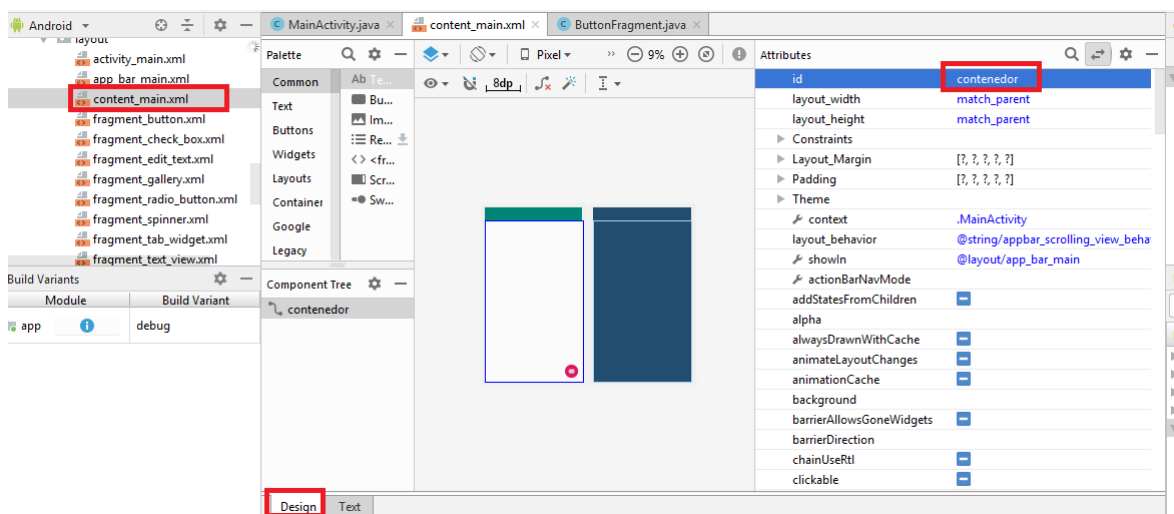 Android
MainActivity.java
content_main.xml
ButtonFragment.java
layout
activity_main.xml
app_bar_main.xml
content_main.xml
fragment_button.xml
fragment_check_box.xml
fragment_edit_text.xml
fragment_gallery.xml
fragment_radio_button.xml
fragment_spinner.xml
fragment_tab_widget.xml
fragment_text_view.xml
Build Variants
Module Build Variant
app debug
Palette
Common
Text
Buttons
Widgets
Layouts
Container
Google
Legacy
Ab Te...
Bu...
Im...
Re...
<> <fr...
Scr...
Sw...
Component Tree
contenedor
Pixel
» 9%
8dp
Attributes
id contenedor
layout_width match_parent
layout_height match_parent
Constraints
Layout_Margin [?, ?, ?, ?, ?]
Padding [?, ?, ?, ?, ?]
Theme
context .MainActivity
layout_behavior @string/appbar_scrolling_view_beha
showIn @layout/app_bar_main
actionBarNavMode
addStatesFromChildren
alpha
alwaysDrawnWithCache
animateLayoutChanges
animationCache
background
barrierAllowsGoneWidgets
barrierDirection
chainUseRtl
clickable
Design Text